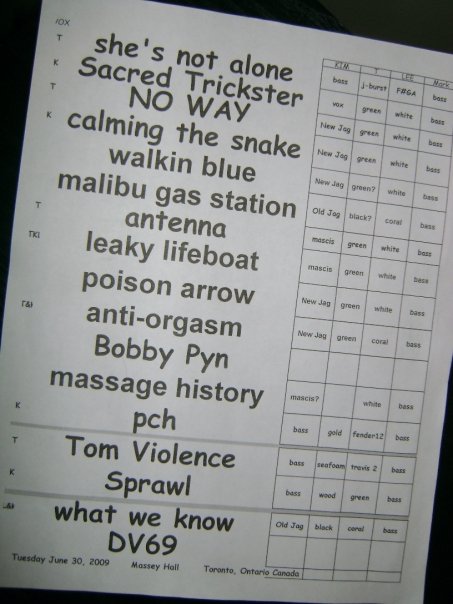 VOX
KIM T. LEE Mark
T she's not alone bass j-burst F#GA bass
K Sacred Trickster vox green white bass
T NO WAY New Jag green white bass
K calming the snake New Jag green white bass
walkin blue New Jag green? white bass
malibu gas station Old Jag black? coral bass
T antenna mascis green white bass
TKL leaky lifeboat mascis green white bass
poison arrow New Jag green white bass
anti-orgasm New Jag green coral bass
Bobby Pyn
massage history mascis? white bass
K pch bass gold fender12 bass
T Tom Violence bass seafoam travis 2 bass
K Sprawl bass wood green bass
what we know Old Jag black coral bass
DV69
Tuesday June 30, 2009 Massey Hall Toronto, Ontario Canada